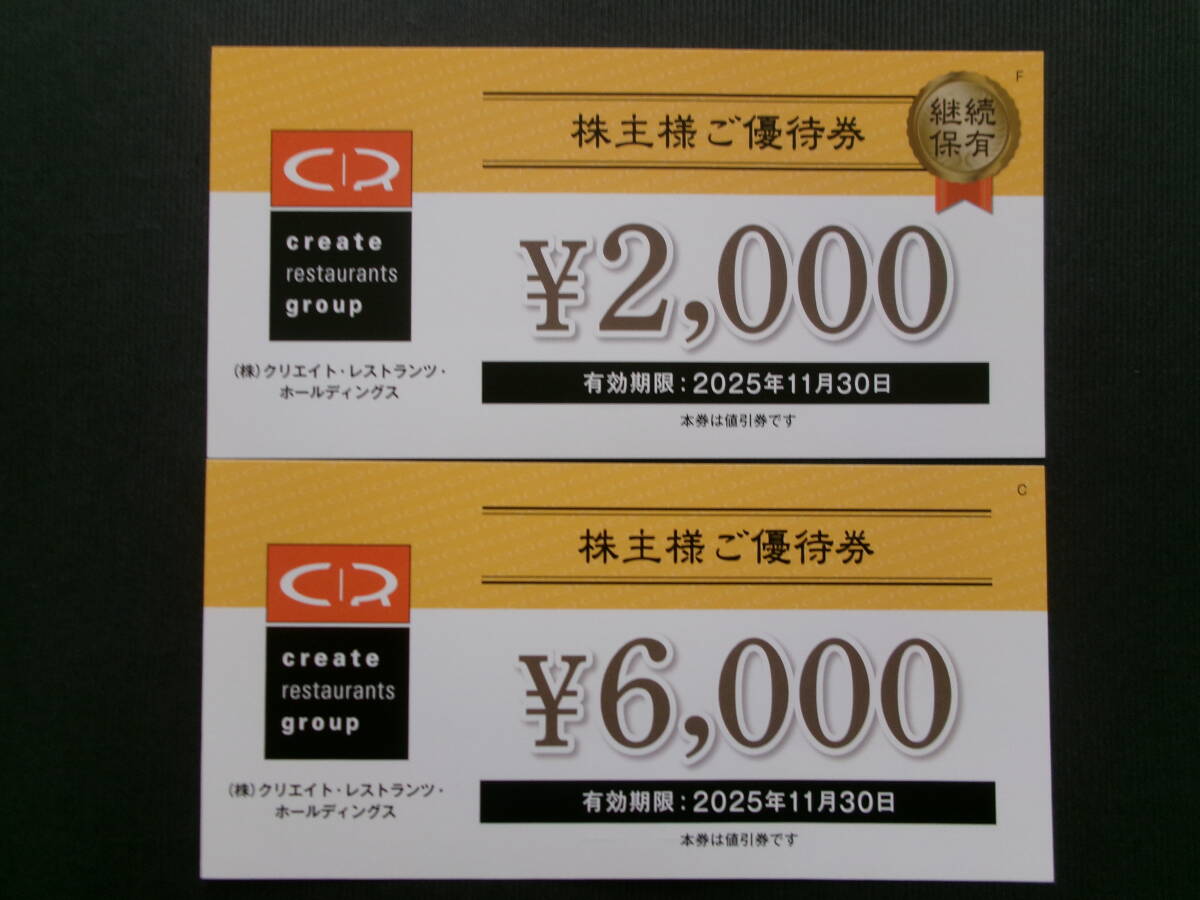 F
株主様ご優待券
継続
保有
CR
create
restaurants
group
¥2,000
(株)クリエイト・レストランツ・
ホールディングス
有効期限：2025年11月30日
本券は値引券です
C
株主様ご優待券
CR
create
restaurants
group
¥6,000
(株)クリエイト・レストランツ・
ホールディングス
有効期限：2025年11月30日
本券は値引券です